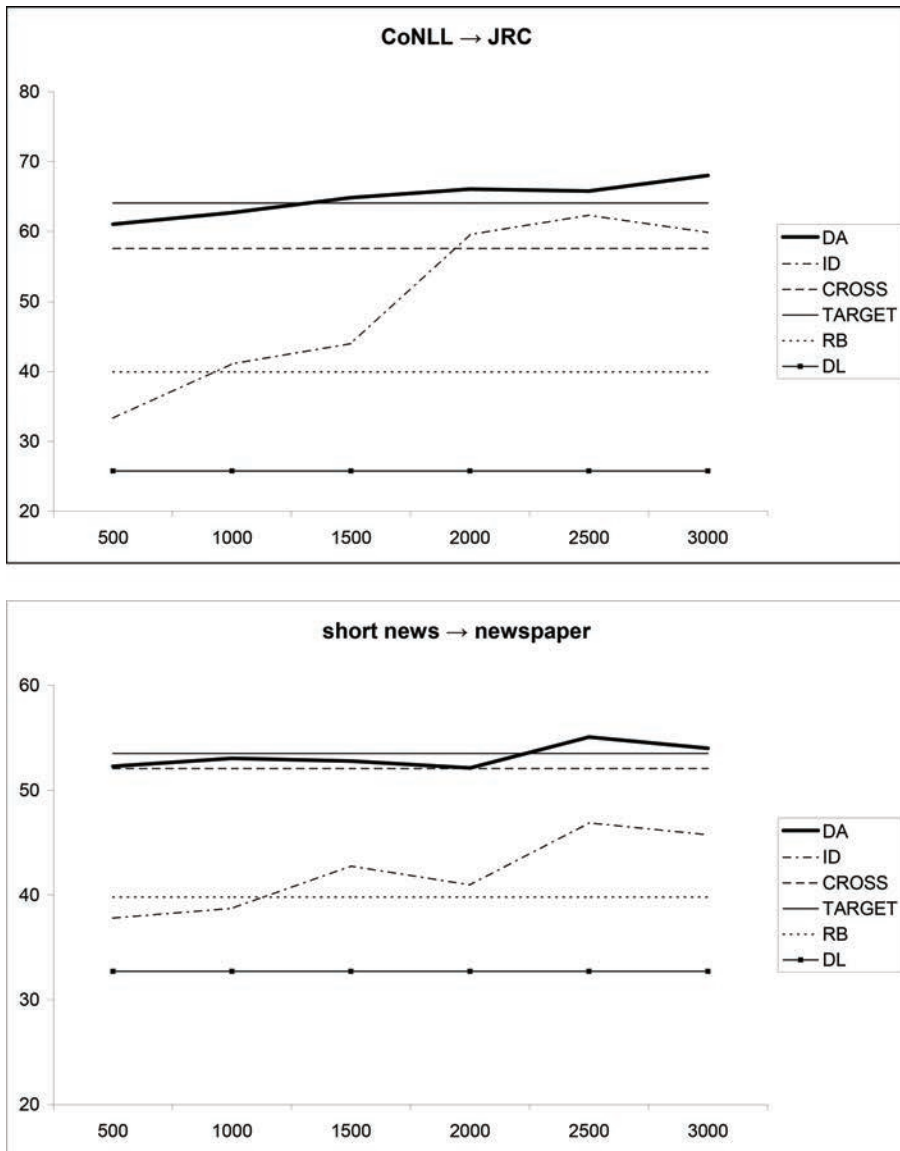 CoNLL → JRC
80
70
60
50
40
30
20
500 1000 1500 2000 2500 3000
DA
ID
CROSS
TARGET
RB
DL
short news → newspaper
60
50
40
30
20
500 1000 1500 2000 2500 3000
DA
ID
CROSS
TARGET
RB
DL